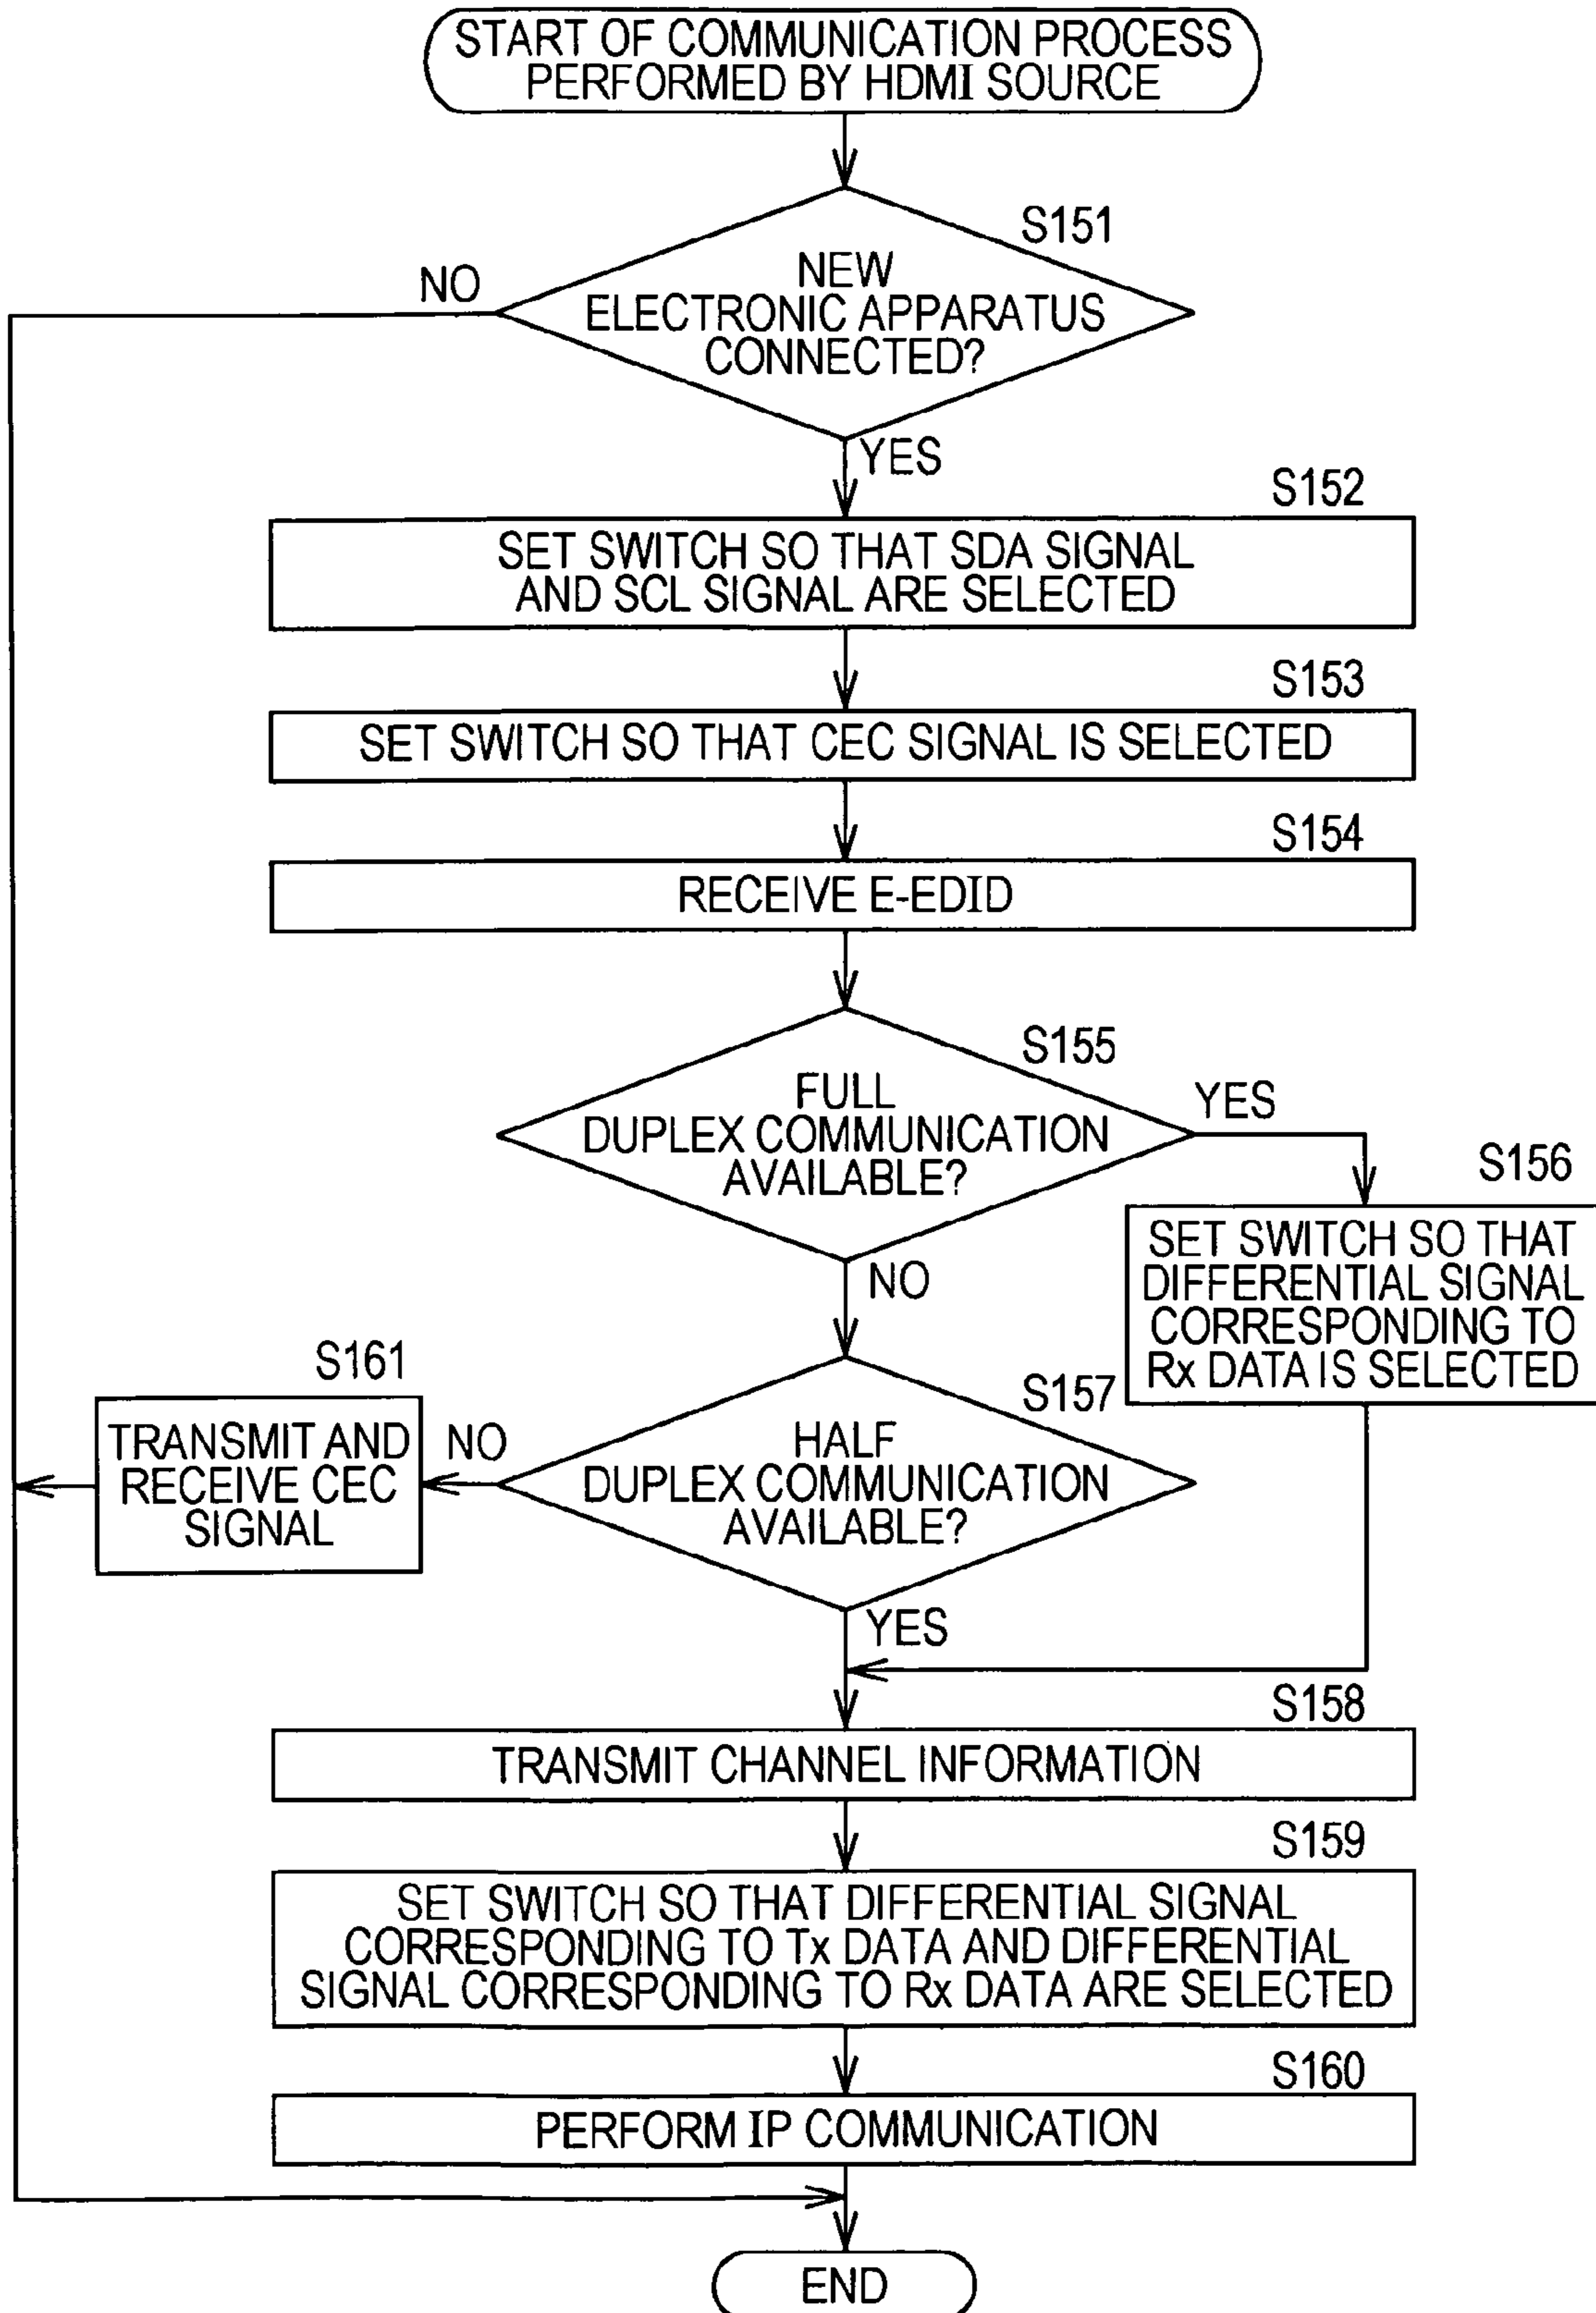 START OF COMMUNICATION PROCESS
PERFORMED BY HDMI SOURCE
S151
NO
NEW
ELECTRONIC APPARATUS
CONNECTED?
YES
S152
SET SWITCH SO THAT SDA SIGNAL
AND SCL SIGNAL ARE SELECTED
S153
SET SWITCH SO THAT CEC SIGNAL IS SELECTED
S154
RECEIVE E-EDID
S155
FULL
DUPLEX COMMUNICATION
AVAILABLE?
YES
NO
S156
SET SWITCH SO THAT
DIFFERENTIAL SIGNAL
CORRESPONDING TO
Rx DATA IS SELECTED
S157
HALF
DUPLEX COMMUNICATION
AVAILABLE?
NO
S161
TRANSMIT AND
RECEIVE CEC
SIGNAL
YES
S158
TRANSMIT CHANNEL INFORMATION
S159
SET SWITCH SO THAT DIFFERENTIAL SIGNAL
CORRESPONDING TO Tx DATA AND DIFFERENTIAL
SIGNAL CORRESPONDING TO Rx DATA ARE SELECTED
S160
PERFORM IP COMMUNICATION
END